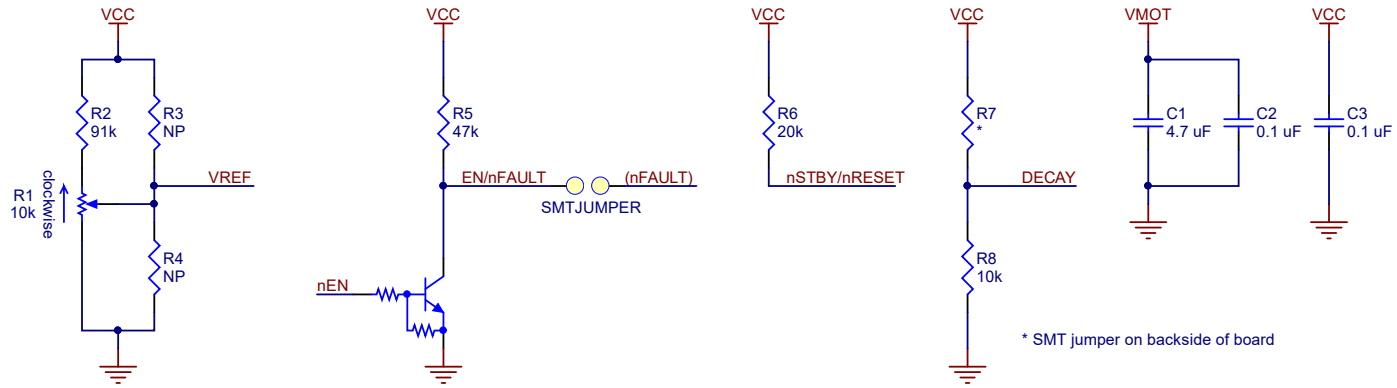 VCC
R2
91k
R3
NP
VREF
R1
10k
clockwise
R4
NP
VCC
R5
47k
EN/nFAULT
(nFAULT)
SMTJUMPER
nEN
VCC
R6
20k
nSTBY/nRESET
VCC
R7
*
DECAY
R8
10k
VMOT
C1
4.7 uF
C2
0.1 uF
VCC
C3
0.1 uF
* SMT jumper on backside of board